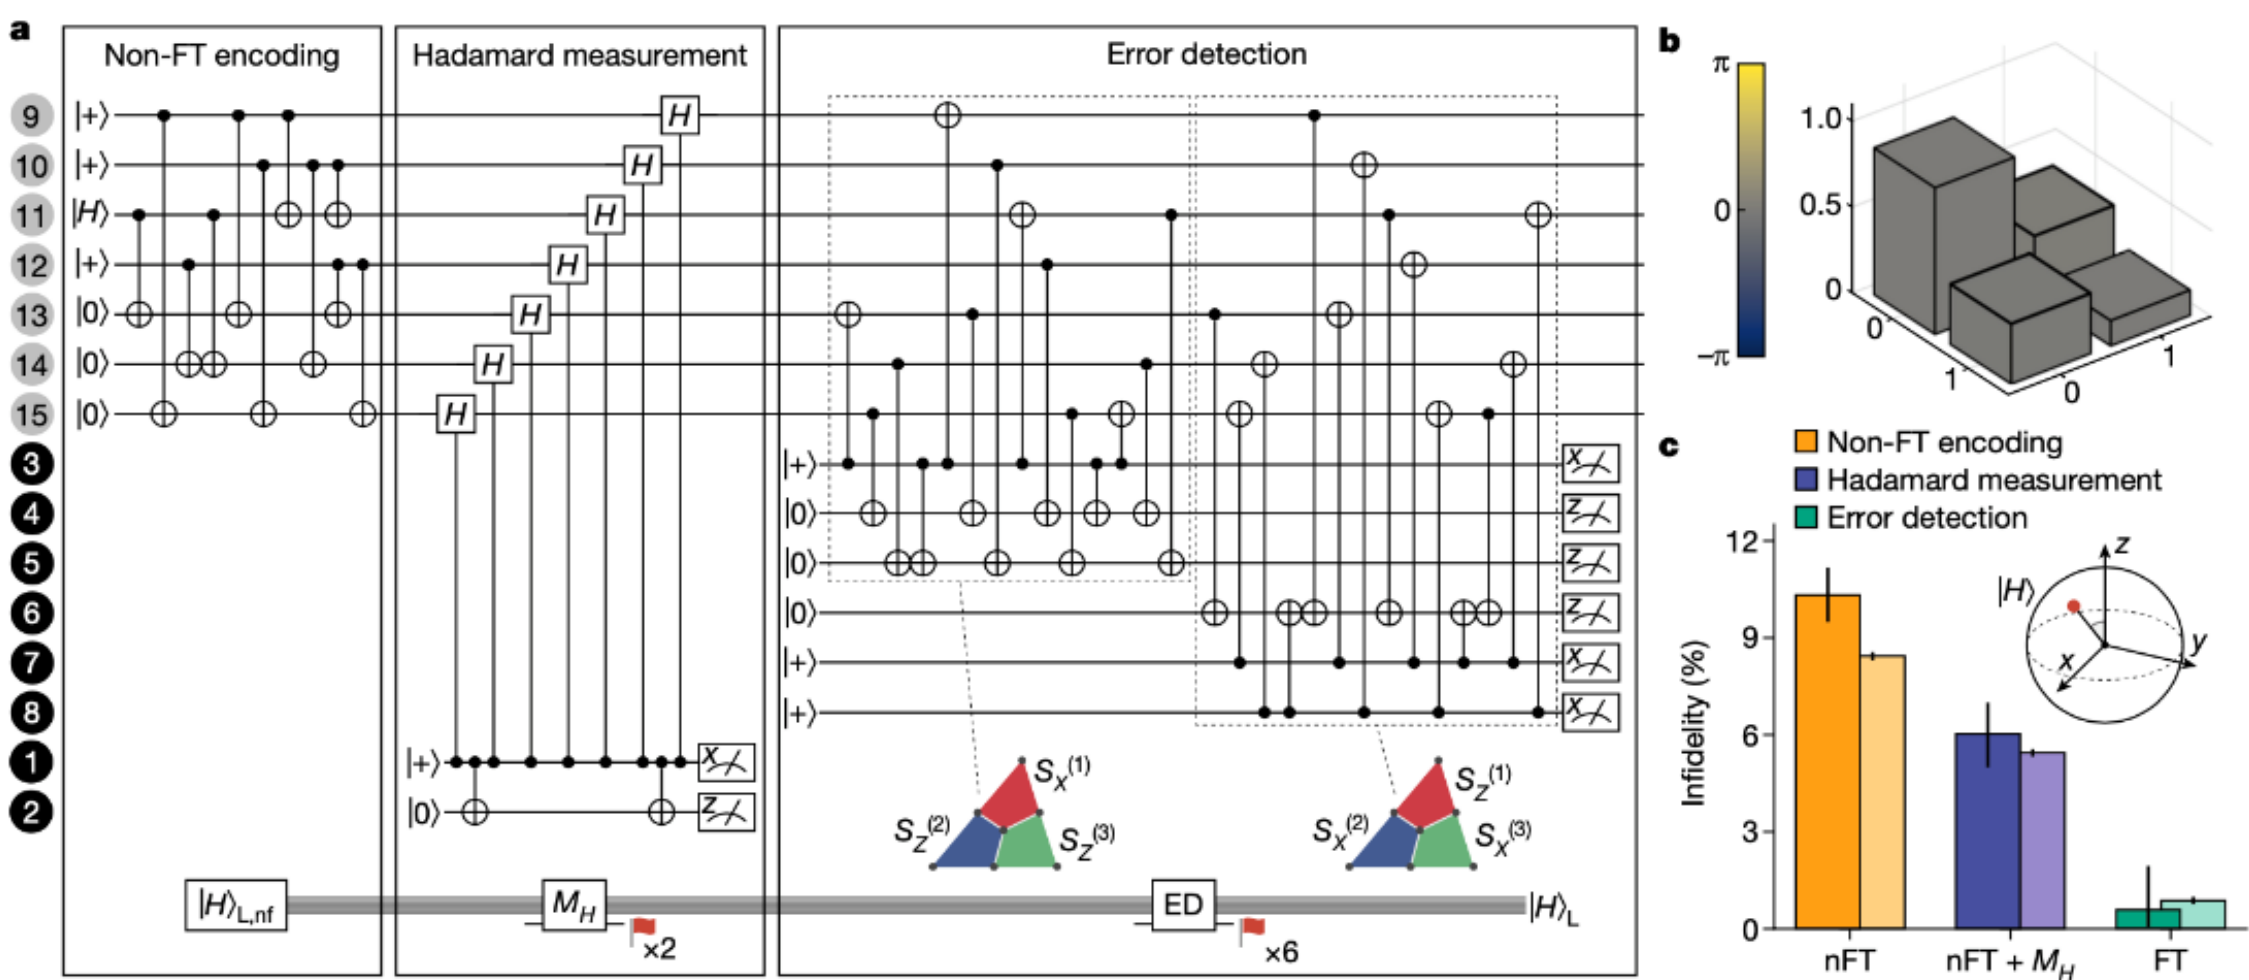 a
Non-FT encoding
Hadamard measurement
Error detection
9 |+⟩ H
10 |+⟩ H
11 |H⟩ H
12 |+⟩ H
13 |0⟩ H
14 |0⟩ H
15 |0⟩ H
3 |+⟩ X
4 |0⟩ Z
5 |0⟩ Z
6 |0⟩ Z
7 |+⟩ X
8 |+⟩ X
1 |+⟩ X
2 |0⟩ Z
S_X^(1)
S_Z^(2)
S_Z^(3)
S_Z^(1)
S_X^(2)
S_X^(3)
|H⟩_L,nf
M_H
×2
ED
×6
|H⟩_L
b
π
0
−π
1.0
0.5
0
0
1
0
1
c
Non-FT encoding
Hadamard measurement
Error detection
Infidelity (%)
12
9
6
3
0
|H⟩
z
y
x
nFT
nFT + M_H
FT